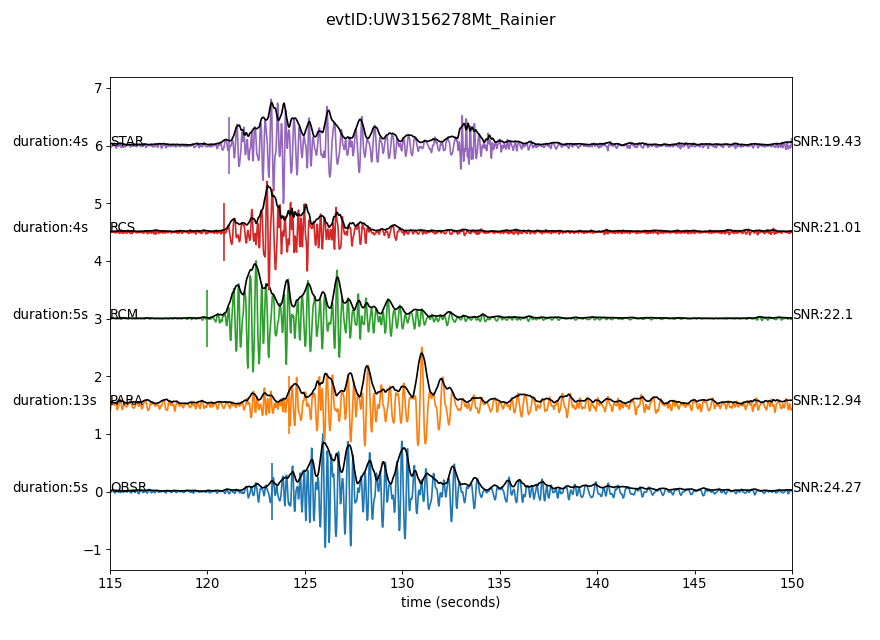 evtID:UW3156278Mt_Rainier
7
duration:4s STAR 6 SNR:19.43
5
duration:4s RCS SNR:21.01
4
duration:5s RCM 3 SNR:22.1
2
duration:13s PARA SNR:12.94
1
duration:5s OBSR 0 SNR:24.27
−1
115 120 125 130 135 140 145 150
time (seconds)